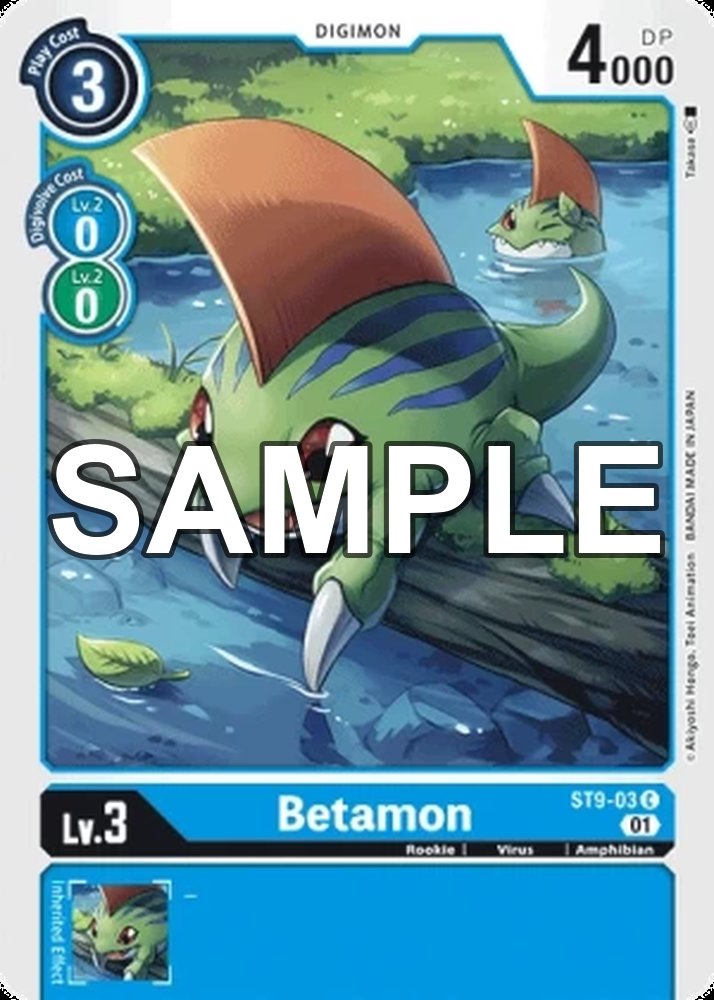 DIGIMON
Play Cost
3
DP
4000
Digivolve Cost
Lv.2
0
Lv.2
0
Takase
SAMPLE
© Akiyoshi Hongo, Toei Animation BANDAI MADE IN JAPAN
Lv.3
Betamon
ST9-03 C
01
Rookie | Virus | Amphibian
Inherited Effect
–